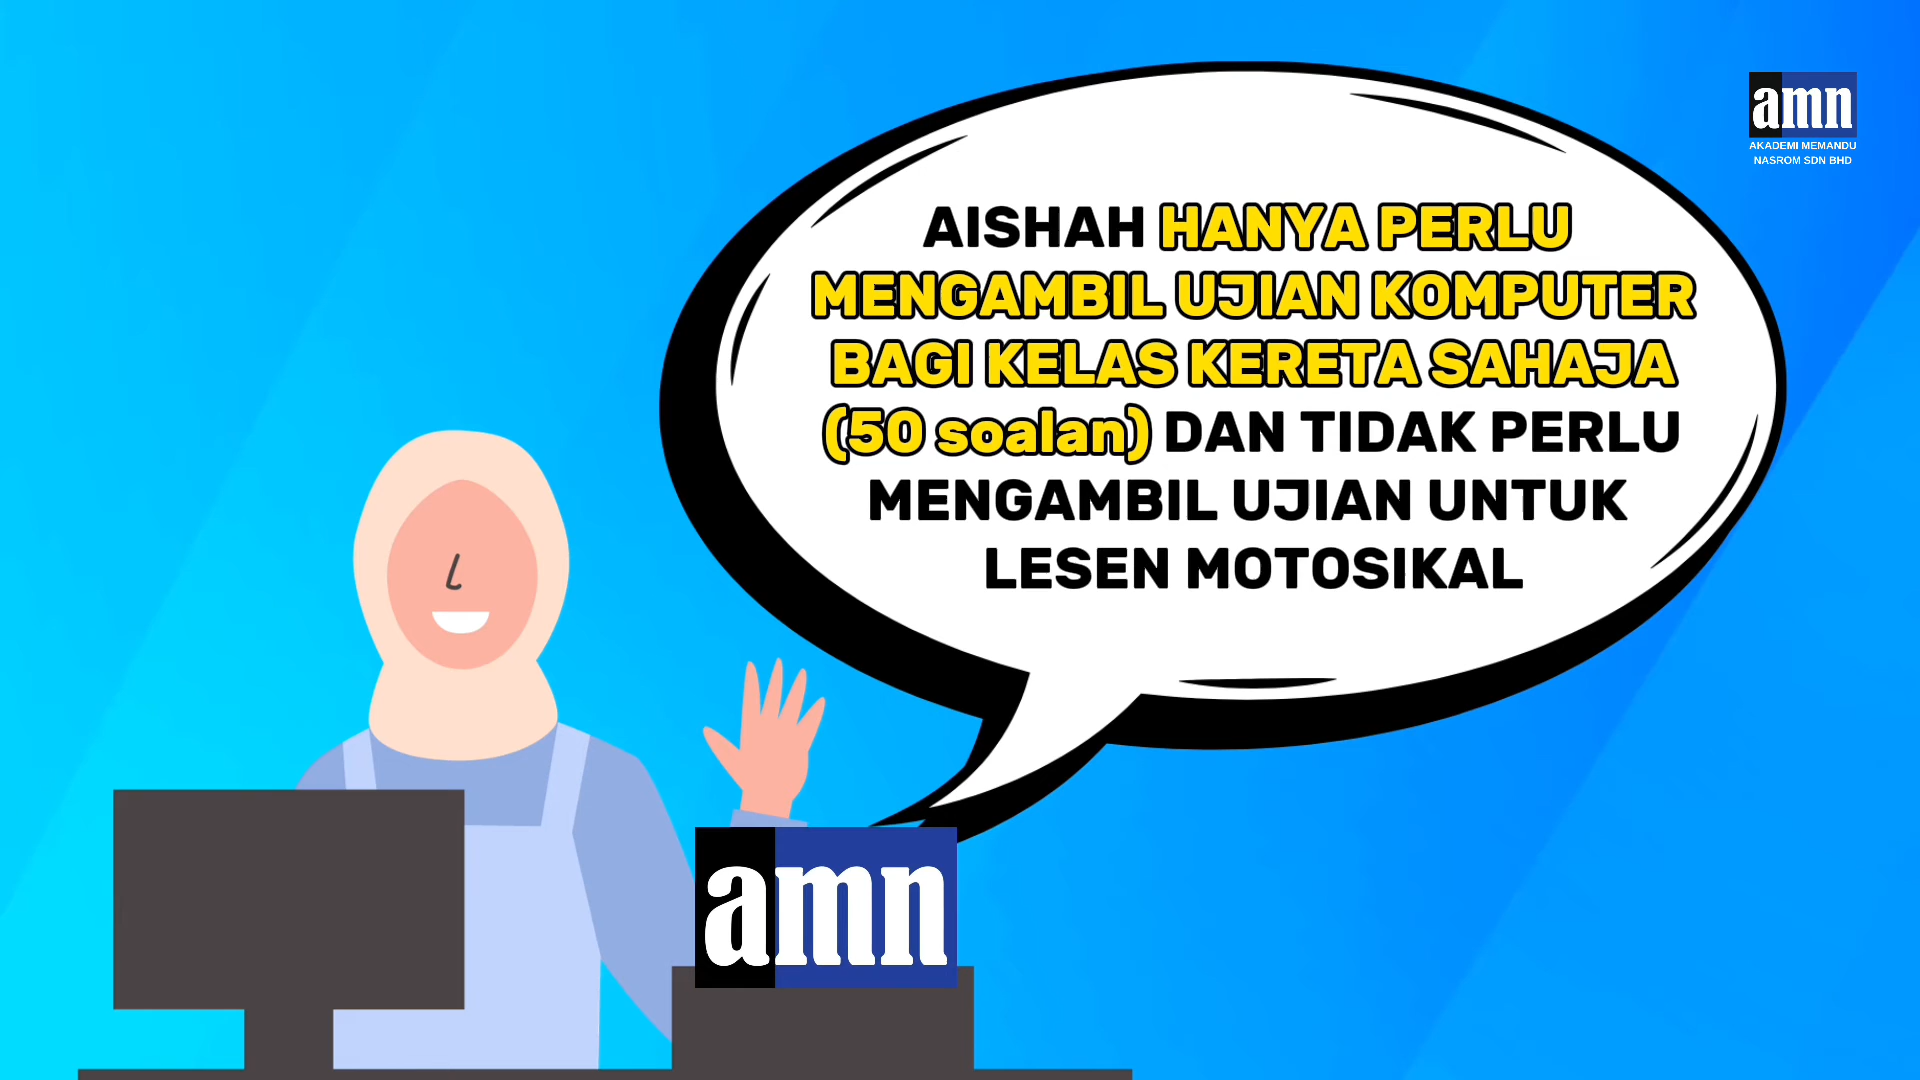 amn
AKADEMI MEMANDU
NASROM SDN BHD
AISHAH HANYA PERLU
MENGAMBIL UJIAN KOMPUTER
BAGI KELAS KERETA SAHAJA
(50 soalan) DAN TIDAK PERLU
MENGAMBIL UJIAN UNTUK
LESEN MOTOSIKAL
amn